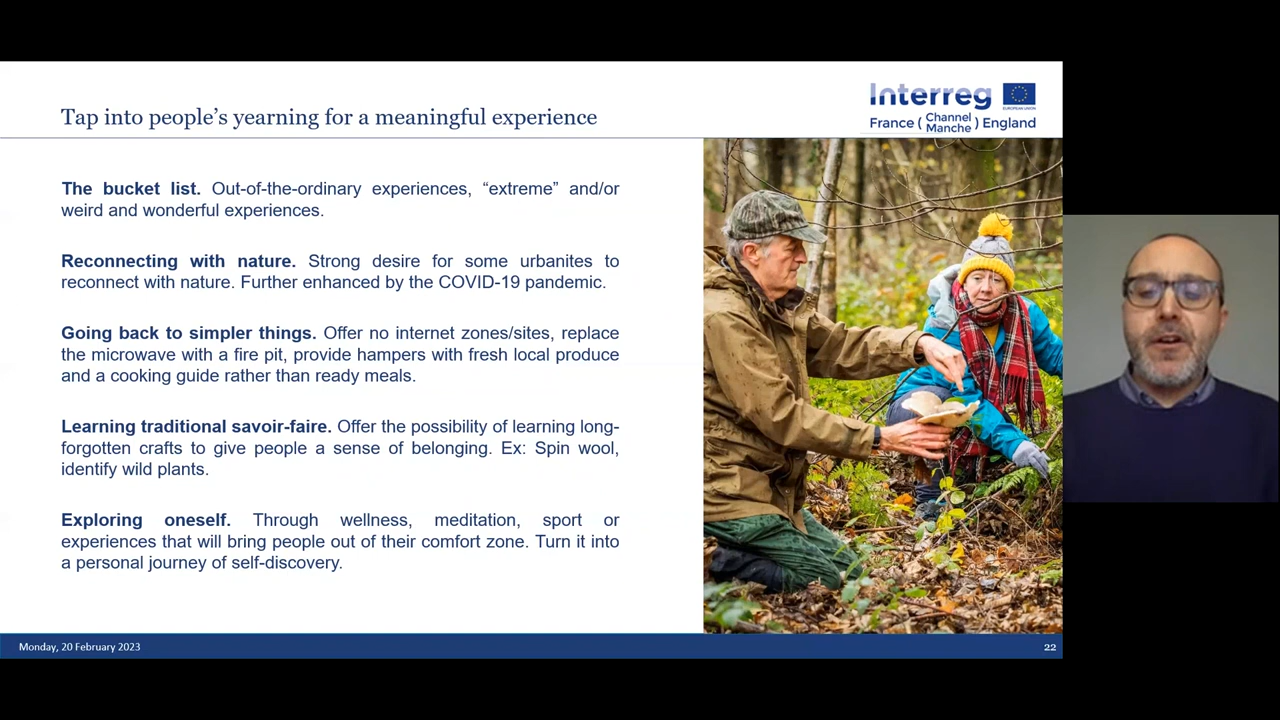 Tap into people’s yearning for a meaningful experience
Interreg
EUROPEAN UNION
France ( Channel Manche ) England
The bucket list. Out-of-the-ordinary experiences, “extreme” and/or
weird and wonderful experiences.
Reconnecting with nature. Strong desire for some urbanites to
reconnect with nature. Further enhanced by the COVID-19 pandemic.
Going back to simpler things. Offer no internet zones/sites, replace
the microwave with a fire pit, provide hampers with fresh local produce
and a cooking guide rather than ready meals.
Learning traditional savoir-faire. Offer the possibility of learning long-
forgotten crafts to give people a sense of belonging. Ex: Spin wool,
identify wild plants.
Exploring oneself. Through wellness, meditation, sport or
experiences that will bring people out of their comfort zone. Turn it into
a personal journey of self-discovery.
Monday, 20 February 2023
22